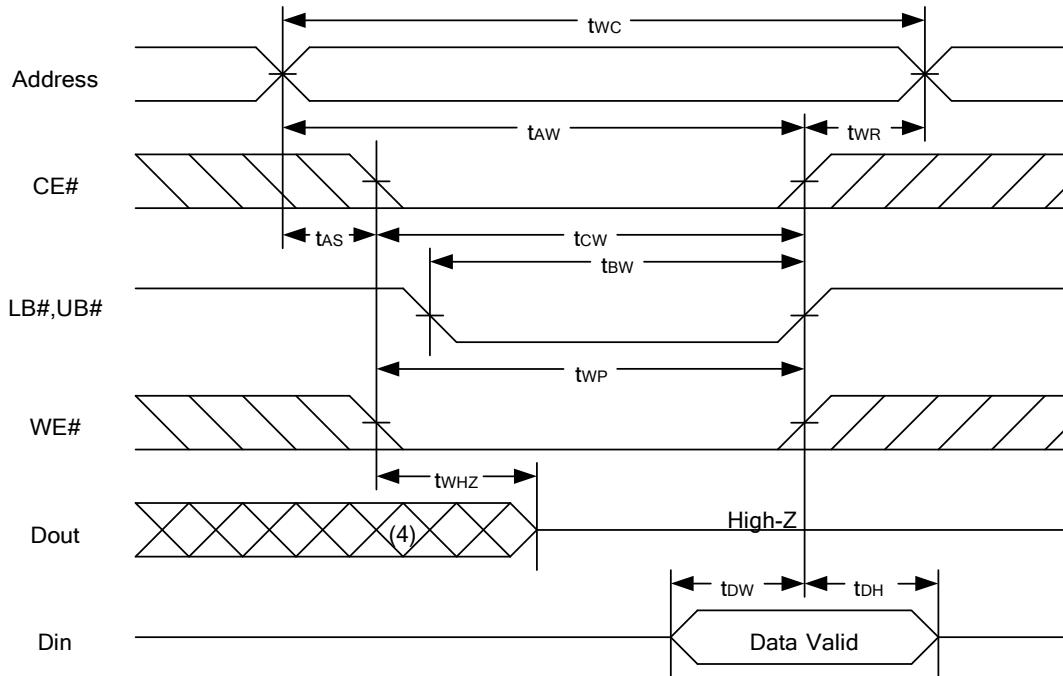 tWC
Address
tAW
tWR
CE#
tAS
tCW
tBW
LB#,UB#
tWP
WE#
tWHZ
Dout
(4)
High-Z
tDW
tDH
Din
Data Valid